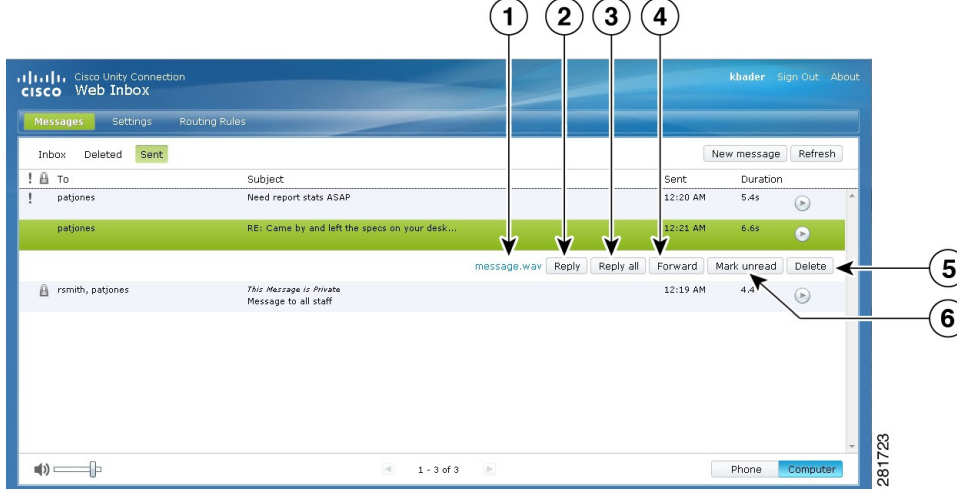 1 2 3 4
Cisco Unity Connection
CISCO Web Inbox
kbader Sign Out About
Messages Settings Routing Rules
Inbox Deleted Sent New message Refresh
! To Subject Sent Duration
! patjones Need report stats ASAP 12:20 AM 5.4s
patjones RE: Came by and left the specs on your desk... 12:21 AM 6.6s
message.wav Reply Reply all Forward Mark unread Delete 5
rsmith, patjones This Message is Private 12:19 AM 4.4
Message to all staff
6
1 - 3 of 3
Phone Computer
281723